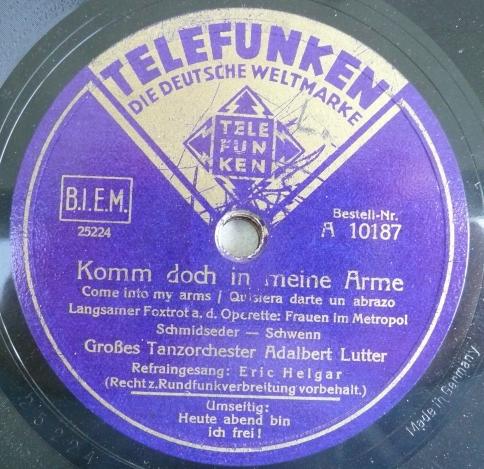 TELEFUNKEN
DIE DEUTSCHE WELTMARKE
TELE
FUN
KEN
B.I.E.M.
25224
Bestell-Nr.
A 10187
Komm doch in meine Arme
Come into my arms / Quisiera darte un abrazo
Langsamer Foxtrot a. d. Operette: Frauen im Metropol
Schmidseder — Schwenn
Großes Tanzorchester Adalbert Lutter
Refraingesang: Eric Helgar
(Recht z. Rundfunkverbreitung vorbehalt.)
Umseitig:
Heute abend bin
ich frei!
Made in Germany